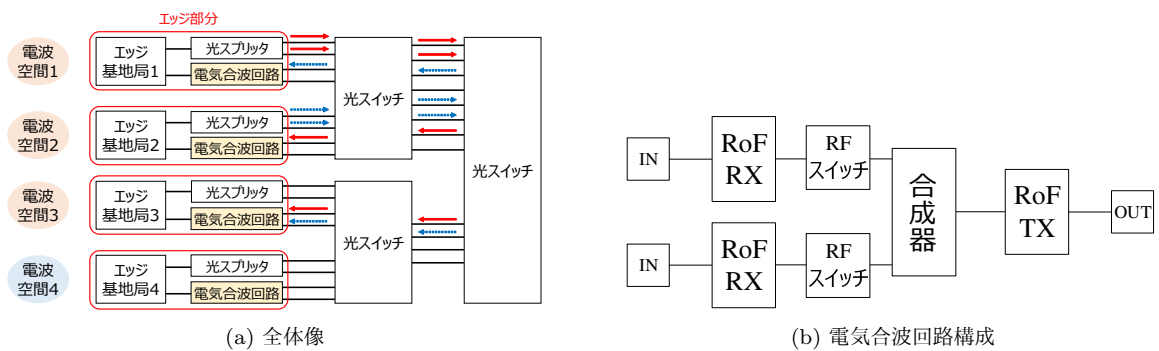 エッジ部分
電波
空間1
エッジ
基地局1
光スプリッタ
電気合波回路
電波
空間2
エッジ
基地局2
光スプリッタ
電気合波回路
光スイッチ
電波
空間3
エッジ
基地局3
光スプリッタ
電気合波回路
電波
空間4
エッジ
基地局4
光スプリッタ
電気合波回路
光スイッチ
光スイッチ
(a) 全体像
IN
RoF
RX
RF
スイッチ
IN
RoF
RX
RF
スイッチ
合成器
RoF
TX
OUT
(b) 電気合波回路構成